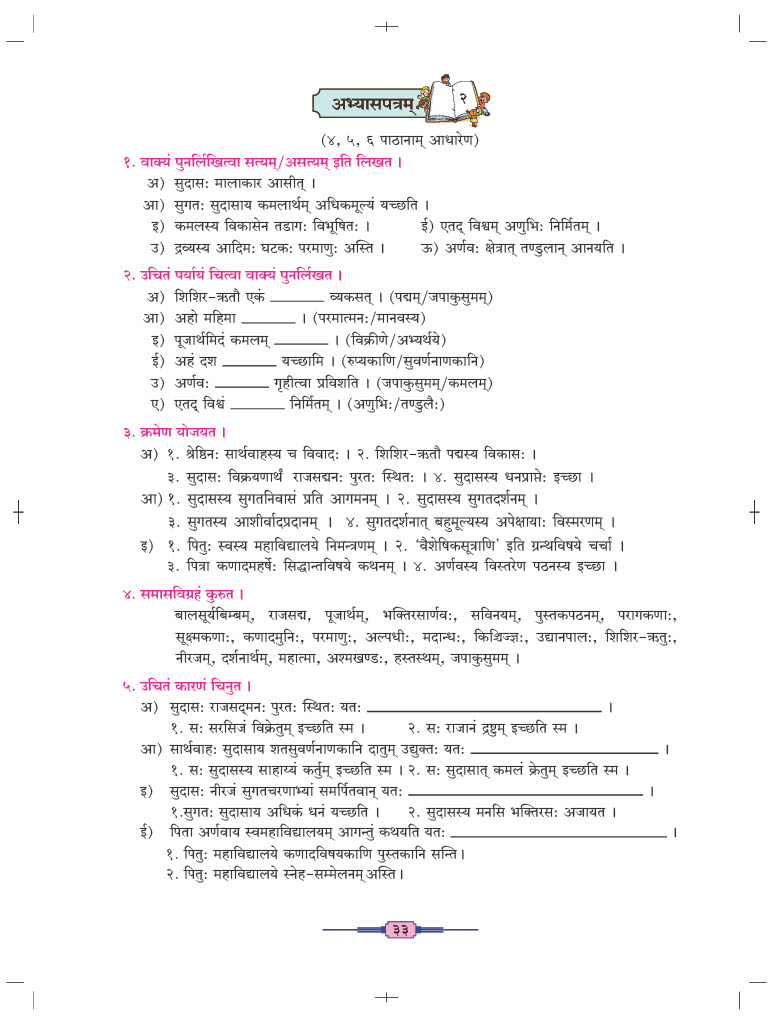 अभ्यासपत्रम् २
(४, ५, ६ पाठानाम् आधारेण)
१. वाक्यं पुनर्लिखित्वा सत्यम्/असत्यम् इति लिखत ।
अ) सुदासः मालाकार आसीत् ।
आ) सुगतः सुदासाय कमलार्थम् अधिकमूल्यं यच्छति ।
इ) कमलस्य विकासेन तडागः विभूषितः । ई) एतद् विश्वम् अणुभिः निर्मितम् ।
उ) द्रव्यस्य आदिमः घटकः परमाणुः अस्ति । ऊ) अर्णवः क्षेत्रात् तण्डुलान् आनयति ।
२. उचितं पर्यायं चित्वा वाक्यं पुनर्लिखत ।
अ) शिशिर-ऋतौ एकं ________ व्यकसत् । (पद्मम्/जपाकुसुमम्)
आ) अहो महिमा ________ । (परमात्मनः/मानवस्य)
इ) पूजार्थमिदं कमलम् ________ । (विक्रीणे/अभ्यर्थये)
ई) अहं दश ________ यच्छामि । (रुप्यकाणि/सुवर्णनाणकानि)
उ) अर्णवः ________ गृहीत्वा प्रविशति । (जपाकुसुमम्/कमलम्)
ए) एतद् विश्वं ________ निर्मितम् । (अणुभिः/तण्डुलैः)
३. क्रमेण योजयत ।
अ) १. श्रेष्ठिनः सार्थवाहस्य च विवादः । २. शिशिर-ऋतौ पद्मस्य विकासः ।
३. सुदासः विक्रयणार्थं राजसद्मनः पुरतः स्थितः । ४. सुदासस्य धनप्राप्तेः इच्छा ।
आ) १. सुदासस्य सुगतनिवासं प्रति आगमनम् । २. सुदासस्य सुगतदर्शनम् ।
३. सुगतस्य आशीर्वादप्रदानम् । ४. सुगतदर्शनात् बहुमूल्यस्य अपेक्षायाः विस्मरणम् ।
इ) १. पितुः स्वस्य महाविद्यालये निमन्त्रणम् । २. ‘वैशेषिकसूत्राणि’ इति ग्रन्थविषये चर्चा ।
३. पित्रा कणादमहर्षेः सिद्धान्तविषये कथनम् । ४. अर्णवस्य विस्तरेण पठनस्य इच्छा ।
४. समासविग्रहं कुरुत ।
बालसूर्यबिम्बम्, राजसद्म, पूजार्थम्, भक्तिरसार्णवः, सविनयम्, पुस्तकपठनम्, परागकणाः,
सूक्ष्मकणाः, कणादमुनिः, परमाणुः, अल्पधीः, मदान्धः, किञ्चिज्ज्ञः, उद्यानपालः, शिशिर-ऋतुः,
नीरजम्, दर्शनार्थम्, महात्मा, अश्मखण्डः, हस्तस्थम्, जपाकुसुमम् ।
५. उचितं कारणं चिनुत ।
अ) सुदासः राजसद्मनः पुरतः स्थितः यतः ________ ।
१. सः सरसिजं विक्रेतुम् इच्छति स्म । २. सः राजानं द्रष्टुम् इच्छति स्म ।
आ) सार्थवाहः सुदासाय शतसुवर्णनाणकानि दातुम् उद्युक्तः यतः ________ ।
१. सः सुदासस्य साहाय्यं कर्तुम् इच्छति स्म । २. सः सुदासात् कमलं क्रेतुम् इच्छति स्म ।
इ) सुदासः नीरजं सुगतचरणाभ्यां समर्पितवान् यतः ________ ।
१.सुगतः सुदासाय अधिकं धनं यच्छति । २. सुदासस्य मनसि भक्तिरसः अजायत ।
ई) पिता अर्णवाय स्वमहाविद्यालयम् आगन्तुं कथयति यतः ________ ।
१. पितुः महाविद्यालये कणादविषयकाणि पुस्तकानि सन्ति।
२. पितुः महाविद्यालये स्नेह-सम्मेलनम् अस्ति।
३३